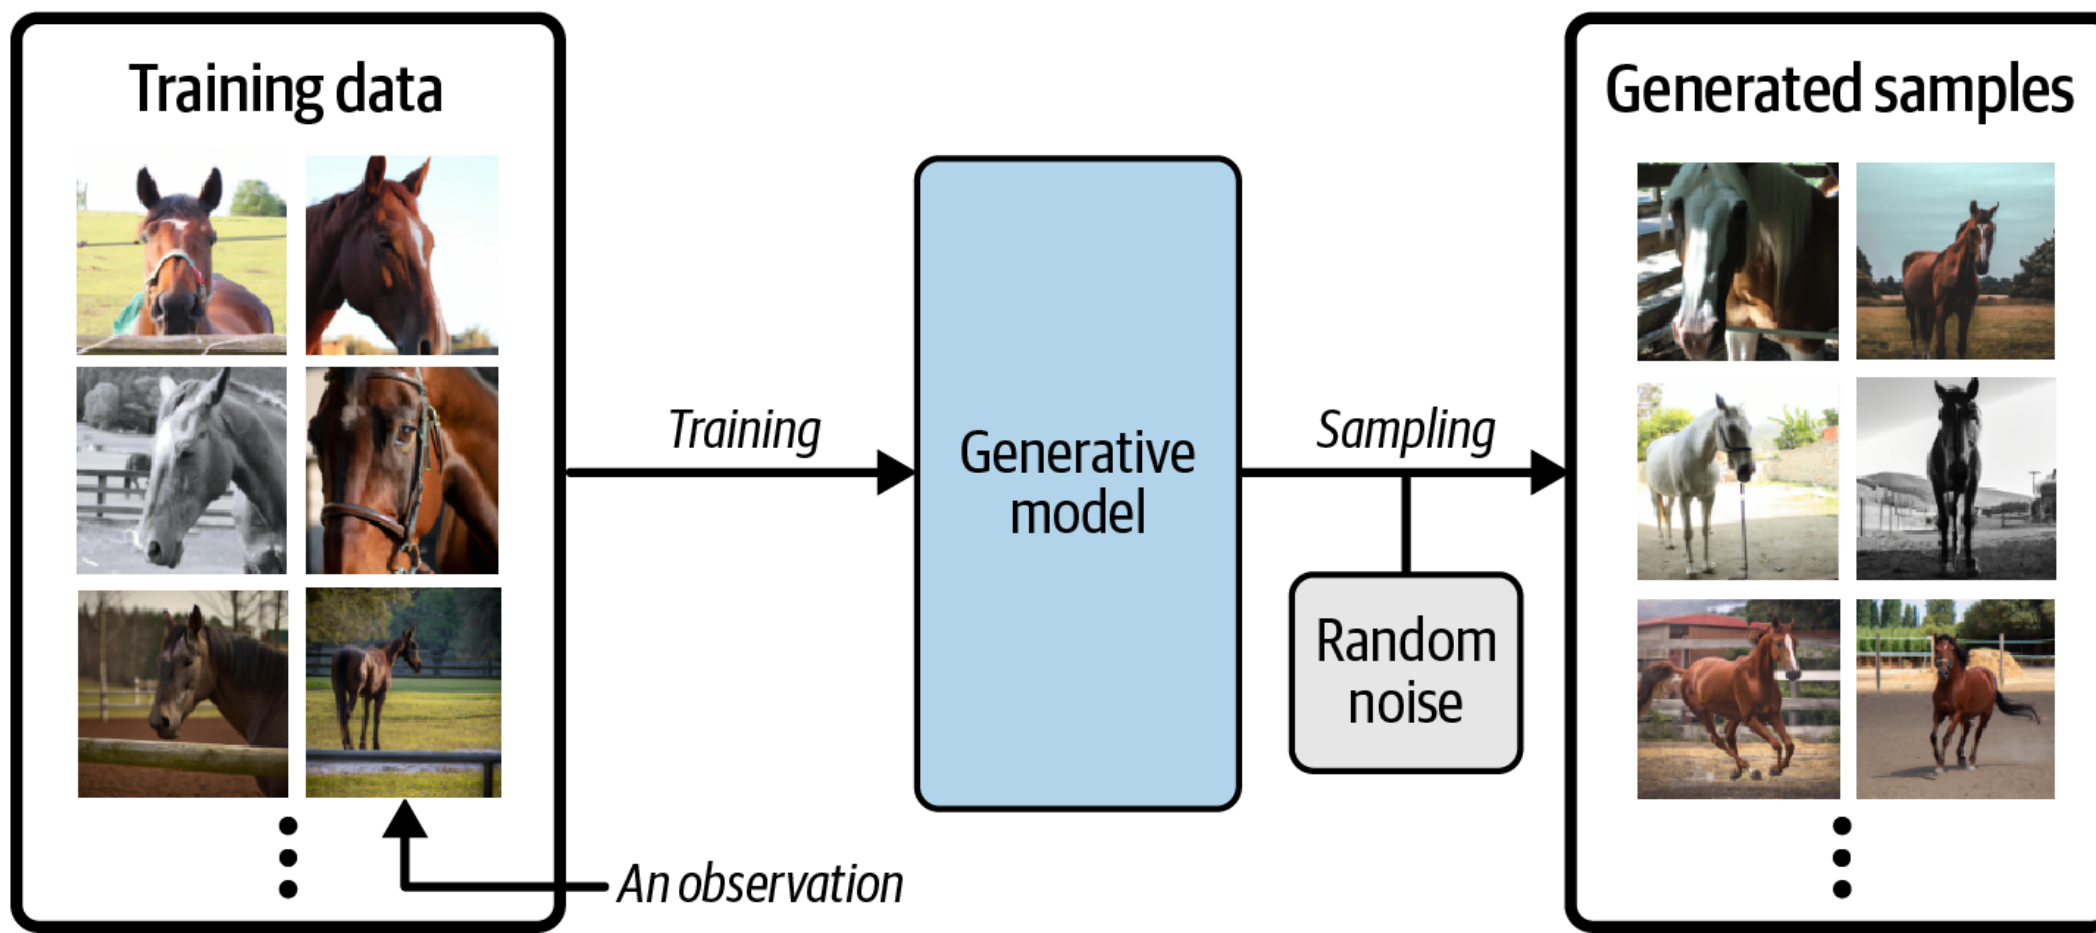 Training data
Generated samples
Training
Generative
model
Sampling
Random
noise
An observation